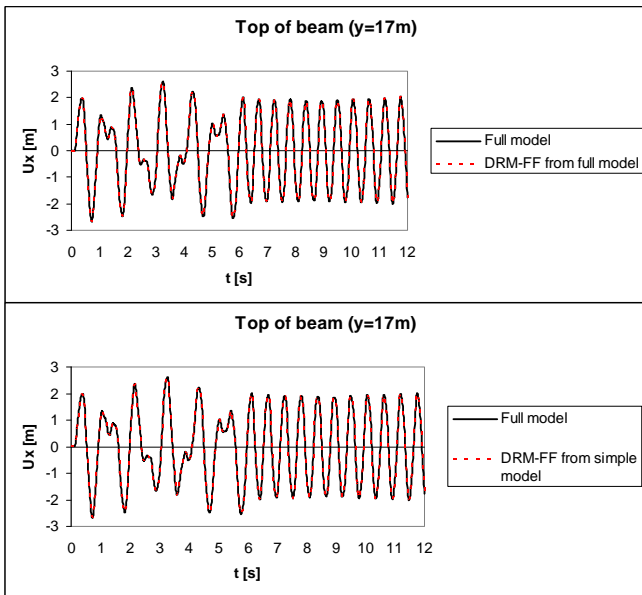 Top of beam (y=17m)
3
2
1
0
-1
-2
-3
Ux [m]
0 1 2 3 4 5 6 7 8 9 10 11 12
t [s]
Full model
DRM-FF from full model
Top of beam (y=17m)
3
2
1
0
-1
-2
-3
Ux [m]
0 1 2 3 4 5 6 7 8 9 10 11 12
t [s]
Full model
DRM-FF from simple
model